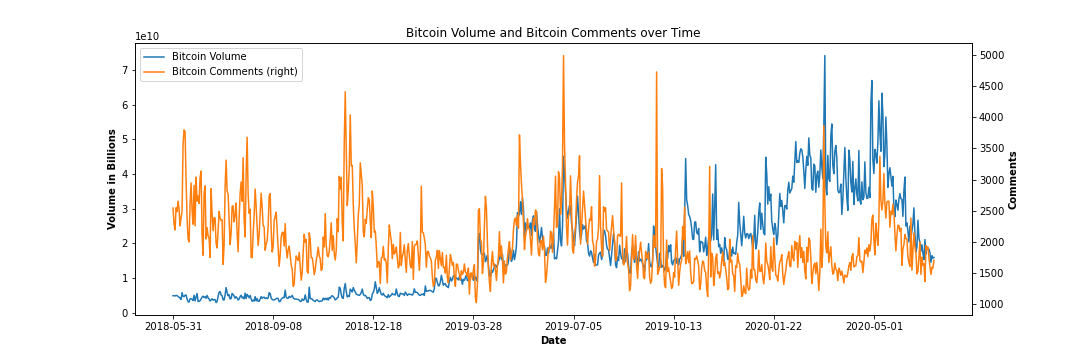 Bitcoin Volume and Bitcoin Comments over Time
1e10
Bitcoin Volume
Bitcoin Comments (right)
7
6
5
4
3
2
1
0
Volume in Billions
5000
4500
4000
3500
3000
2500
2000
1500
1000
Comments
2018-05-31 2018-09-08 2018-12-18 2019-03-28 2019-07-05 2019-10-13 2020-01-22 2020-05-01
Date